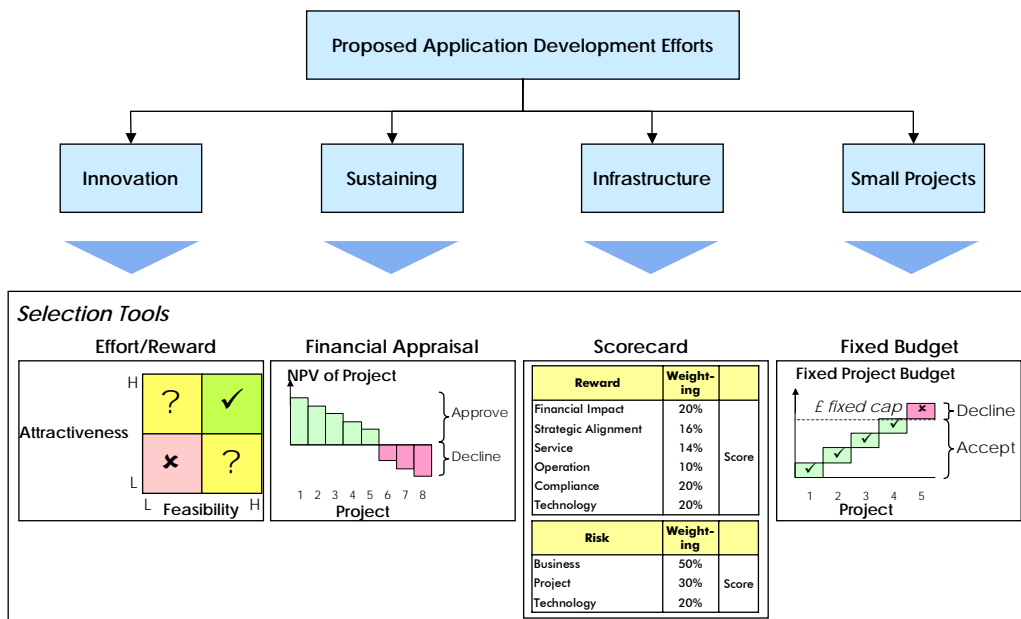 Proposed Application Development Efforts
Innovation
Sustaining
Infrastructure
Small Projects
Selection Tools
Effort/Reward
H
Attractiveness
L
? ✓
✗ ?
L
Feasibility
H
Financial Appraisal
NPV of Project
Approve
Decline
1 2 3 4 5 6 7 8
Project
Scorecard
Reward Weight-
ing
Financial Impact 20%
Strategic Alignment 16%
Service 14%
Operation 10%
Compliance 20%
Technology 20%
Score
Risk Weight-
ing
Business 50%
Project 30%
Technology 20%
Score
Fixed Budget
Fixed Project Budget
£ fixed cap
Decline
Accept
1 2 3 4 5
Project